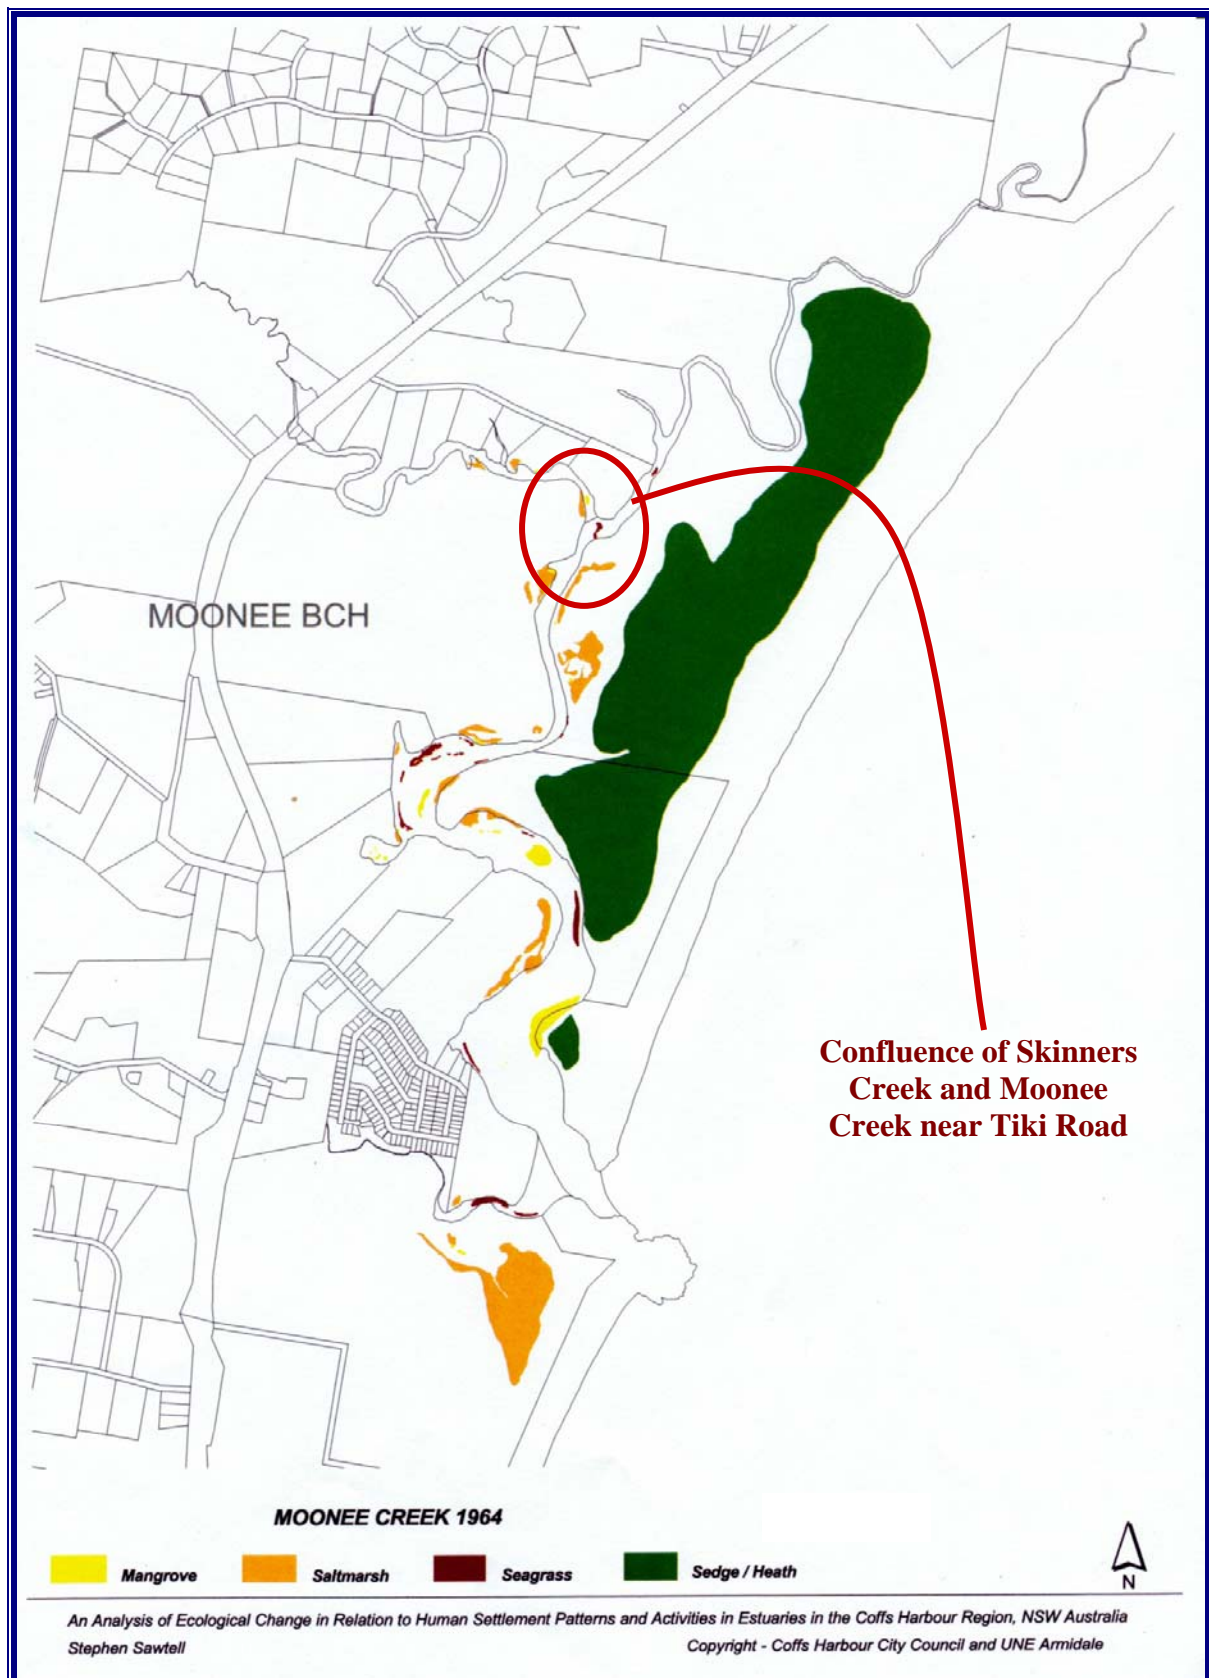 MOONEE BCH
Confluence of Skinners
Creek and Moonee
Creek near Tiki Road
MOONEE CREEK 1964
Mangrove
Saltmarsh
Seagrass
Sedge / Heath
N
An Analysis of Ecological Change in Relation to Human Settlement Patterns and Activities in Estuaries in the Coffs Harbour Region, NSW Australia
Stephen Sawtell
Copyright - Coffs Harbour City Council and UNE Armidale